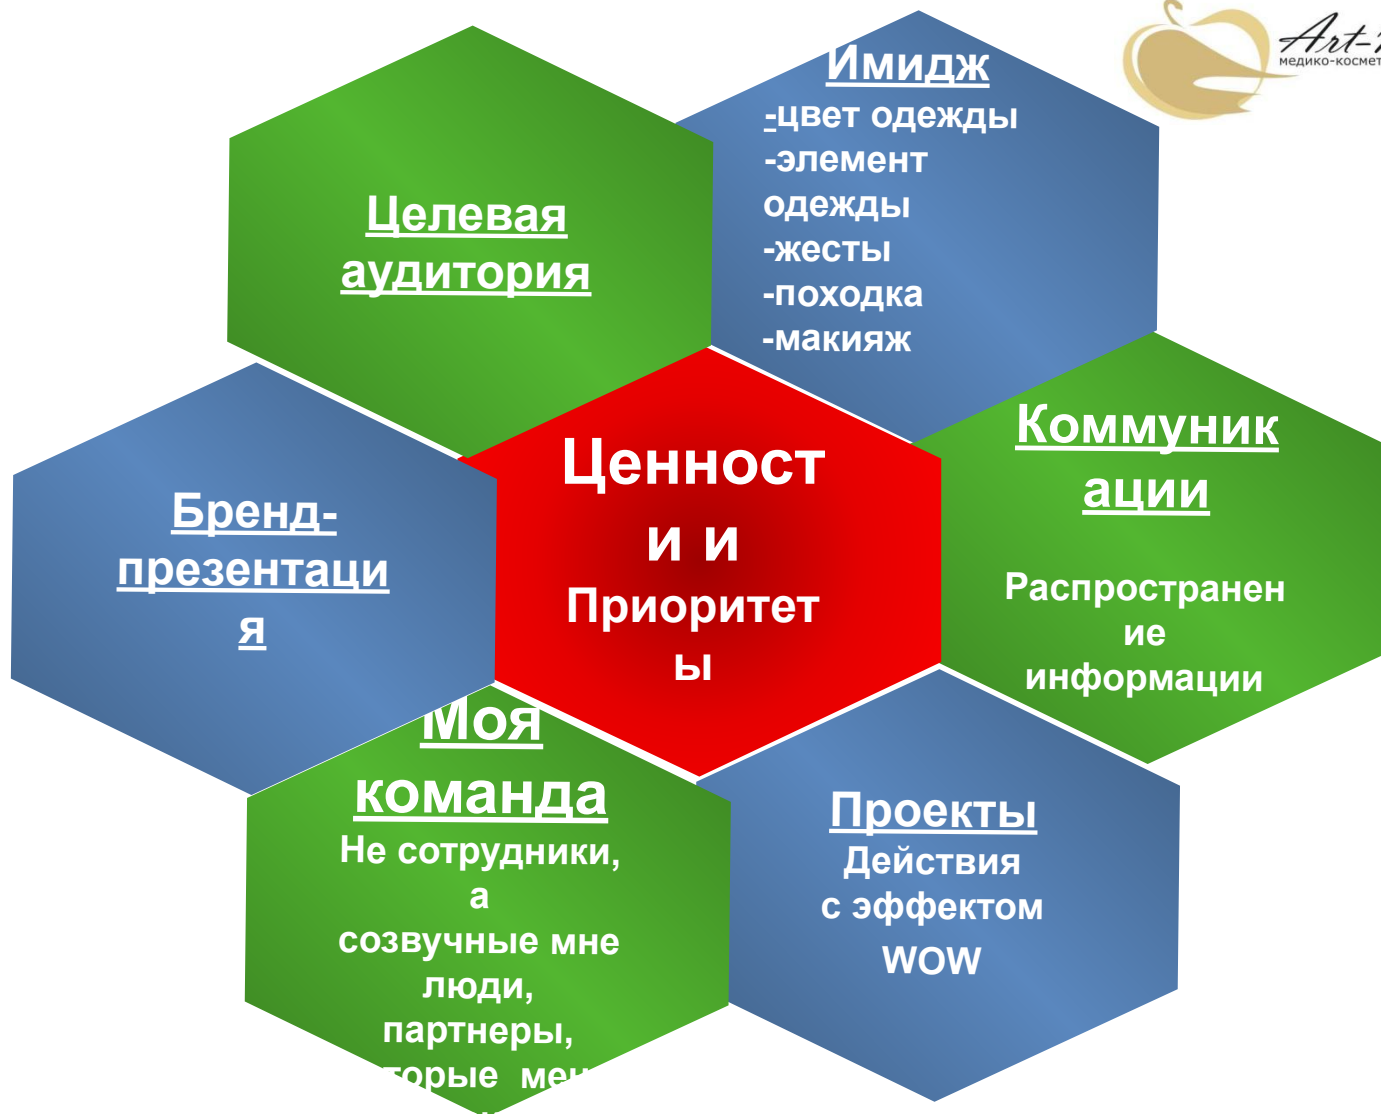 Art-
медико-космет
Имидж
-цвет одежды
-элемент
одежды
-жесты
-походка
-макияж
Целевая
аудитория
Коммуник
ации
Распространен
ие
информации
Ценност
и и
Приоритет
ы
Бренд-
презентаци
я
Моя
команда
Не сотрудники,
а
созвучные мне
люди,
партнеры,
Проекты
Действия
с эффектом
WOW